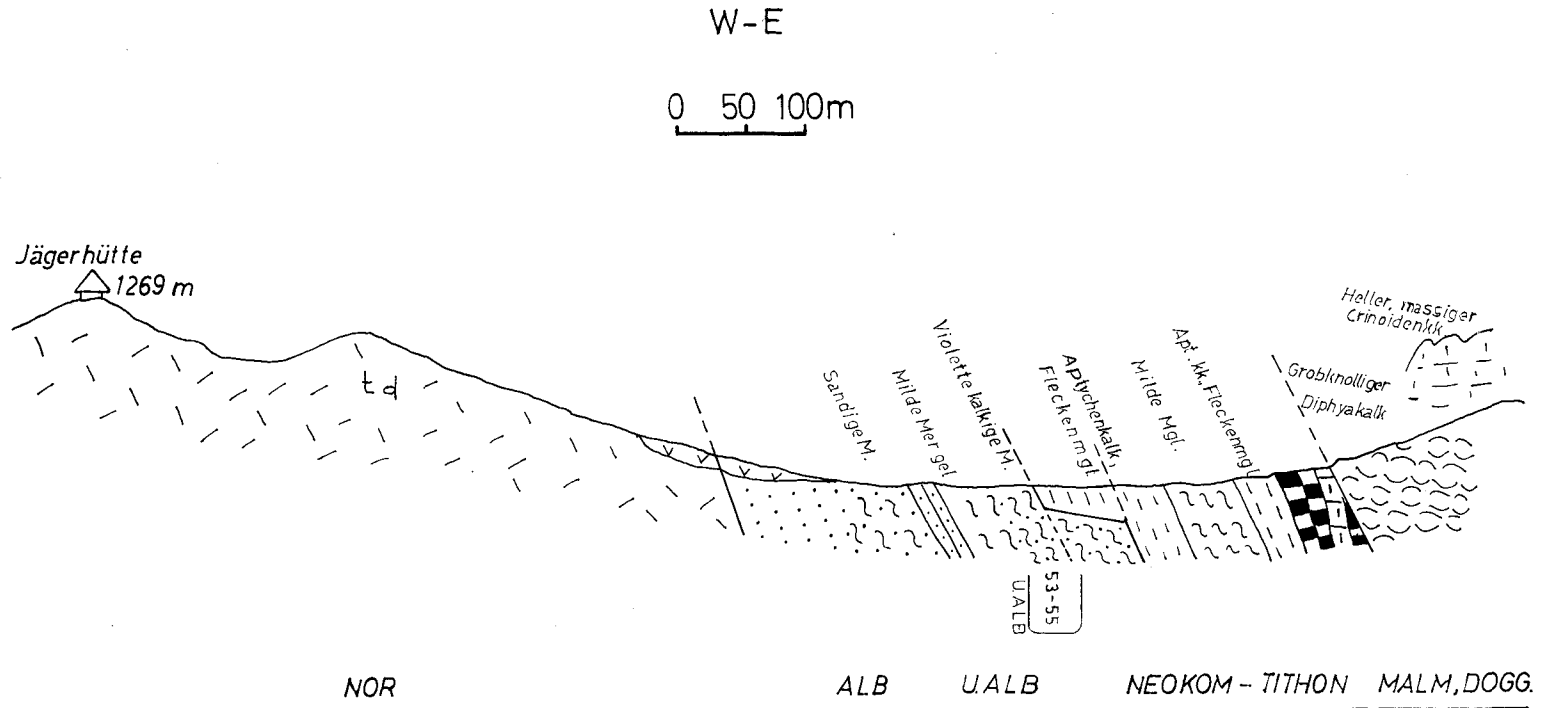 W-E
0 50 100m
Jägerhütte
1269 m
td
Sandige M.
Milde Mergel
Violette kalkige M.
Aptychenkalk,
Fleckenmgl.
Milde Mgl.
Apt. kk, Fleckenmgl
Heller, massiger
Crinoidenkk
Grobknolliger
Diphyakalk
U.ALB
53-55
NOR ALB U.ALB NEOKOM - TITHON MALM, DOGG.